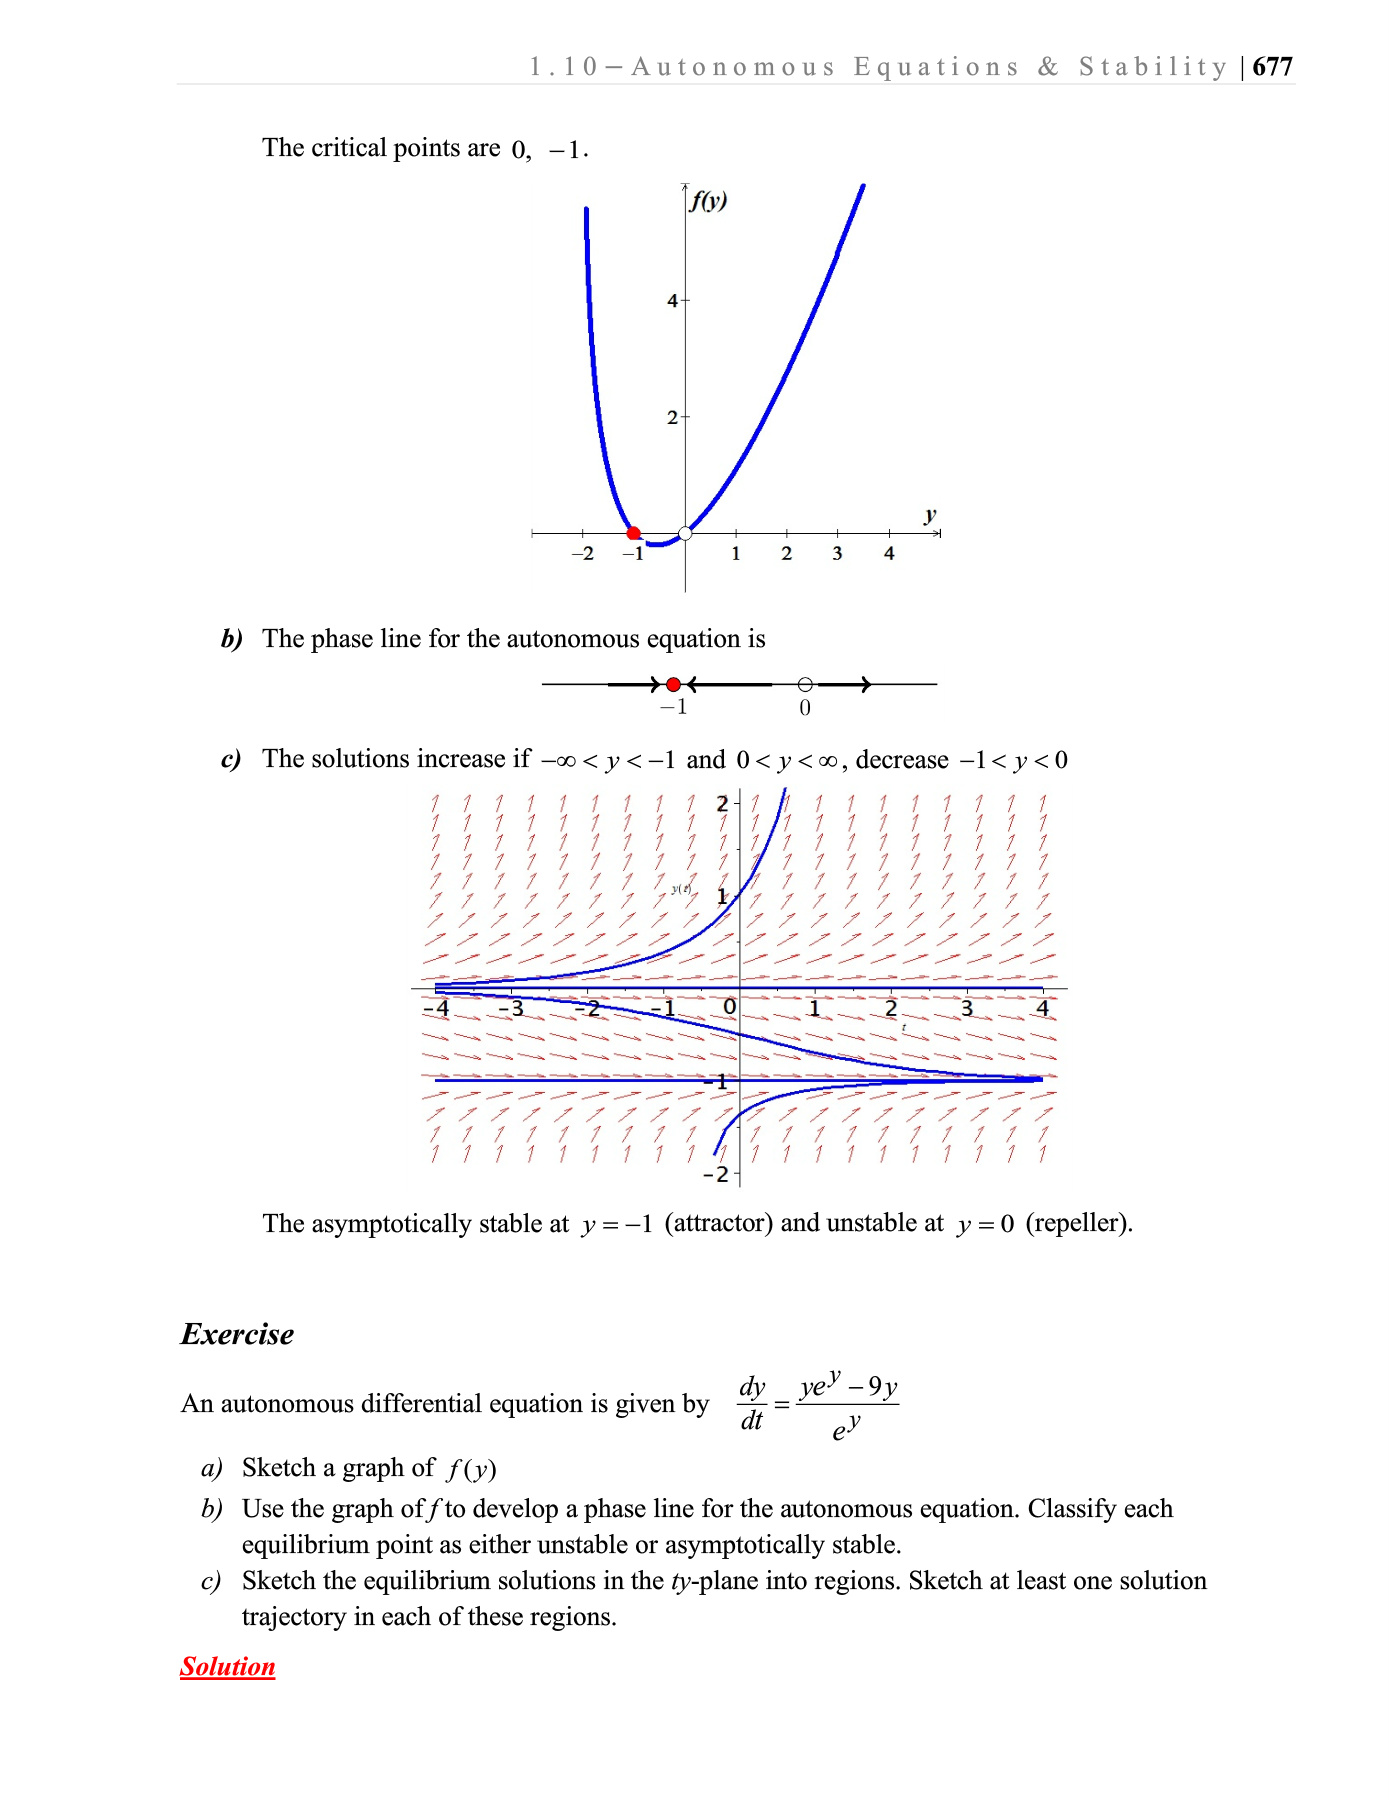 1.10 – Autonomous Equations & Stability | 677
The critical points are 0, −1.
f(y)
4
2
y
−2 −1 1 2 3 4
b) The phase line for the autonomous equation is
−1 0
c) The solutions increase if −∞ < y < −1 and 0 < y < ∞, decrease −1 < y < 0
2
y(t) 1
−4 −3 −2 −1 0 1 2 3 4
t
−1
−2
The asymptotically stable at y = −1 (attractor) and unstable at y = 0 (repeller).
Exercise
An autonomous differential equation is given by dy/dt = (ye^y − 9y)/e^y
a) Sketch a graph of f(y)
b) Use the graph of f to develop a phase line for the autonomous equation. Classify each
equilibrium point as either unstable or asymptotically stable.
c) Sketch the equilibrium solutions in the ty-plane into regions. Sketch at least one solution
trajectory in each of these regions.
Solution